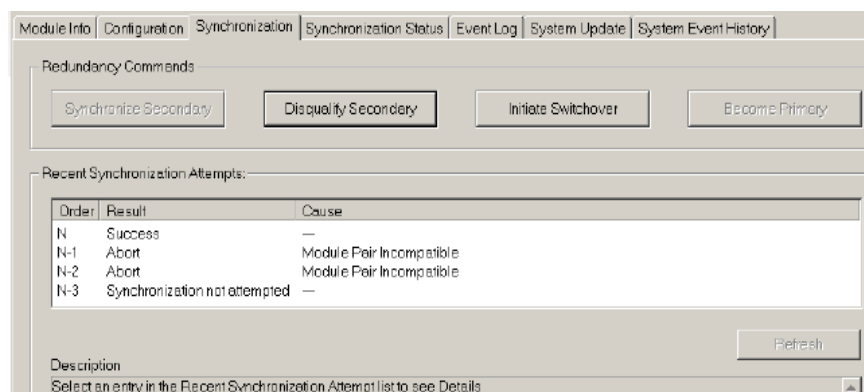 Module Info Configuration Synchronization Synchronization Status Event Log System Update System Event History
Redundancy Commands
Synchronize Secondary Disqualify Secondary Initiate Switchover Become Primary
Recent Synchronization Attempts:
Order Result Cause
N Success —
N-1 Abort Module Pair Incompatible
N-2 Abort Module Pair Incompatible
N-3 Synchronization not attempted —
Refresh
Description
Select an entry in the Recent Synchronization Attempt list to see Details